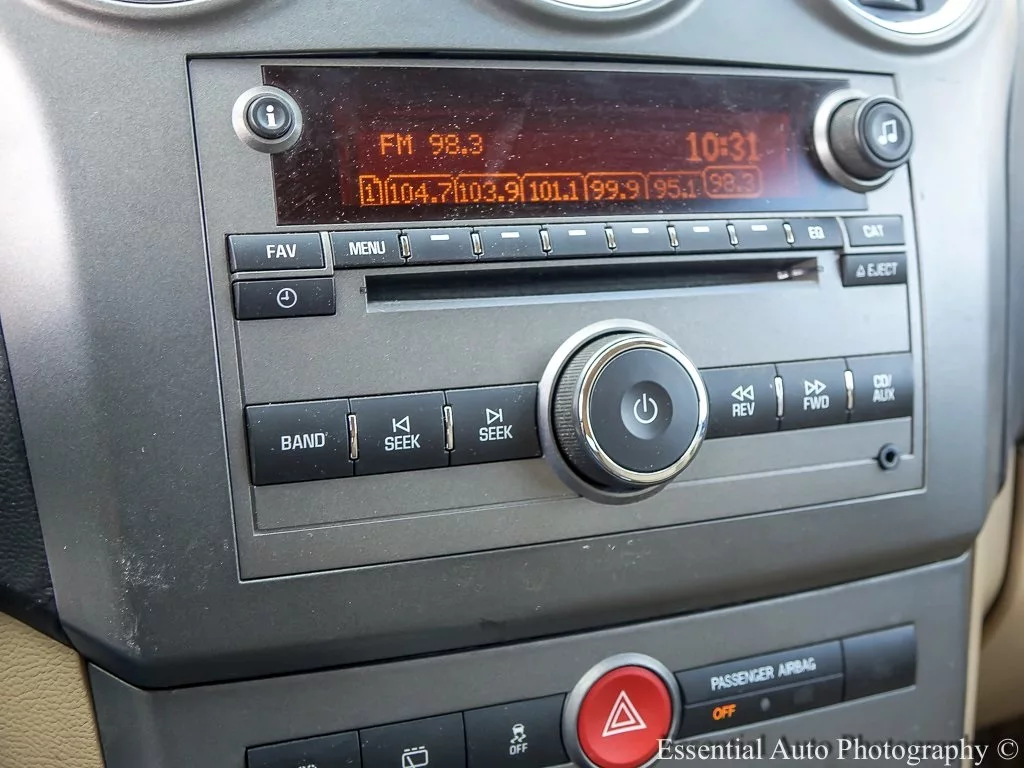 i
FM 98.3 10:31
1 104.7 103.9 101.1 99.9 95.1 98.3
FAV MENU EQ CAT
EJECT
BAND SEEK SEEK REV FWD CD/
AUX
PASSENGER AIRBAG
OFF OFF
Essential Auto Photography ©